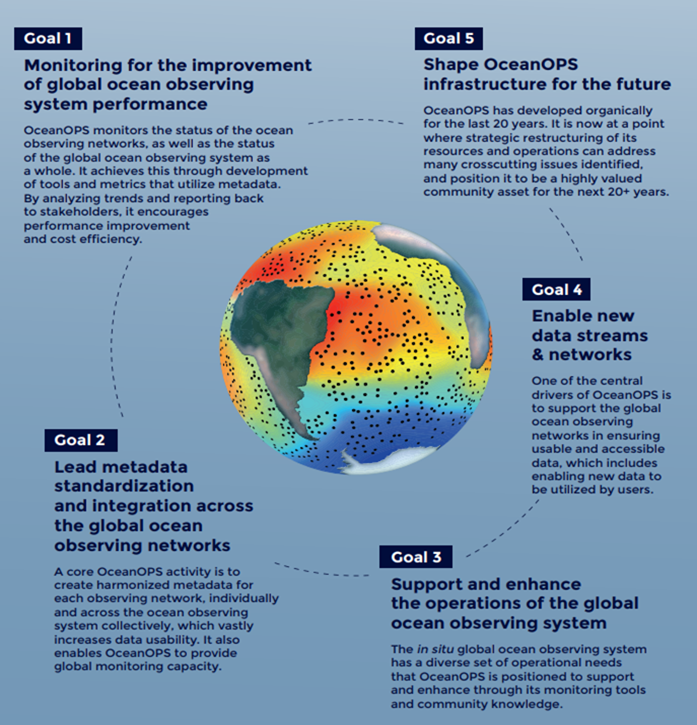 Goal 1
Monitoring for the improvement
of global ocean observing
system performance
OceanOPS monitors the status of the ocean
observing networks, as well as the status
of the global ocean observing system as
a whole. It achieves this through development
of tools and metrics that utilize metadata.
By analyzing trends and reporting back
to stakeholders, it encourages
performance improvement
and cost efficiency.
Goal 2
Lead metadata
standardization
and integration across
the global ocean
observing networks
A core OceanOPS activity is to
create harmonized metadata for
each observing network, individually
and across the ocean observing
system collectively, which vastly
increases data usability. It also
enables OceanOPS to provide
global monitoring capacity.
Goal 3
Support and enhance
the operations of the global
ocean observing system
The in situ global ocean observing system
has a diverse set of operational needs
that OceanOPS is positioned to support
and enhance through its monitoring tools
and community knowledge.
Goal 4
Enable new
data streams
& networks
One of the central
drivers of OceanOPS is
to support the global
ocean observing
networks in ensuring
usable and accessible
data, which includes
enabling new data to
be utilized by users.
Goal 5
Shape OceanOPS
infrastructure for the future
OceanOPS has developed organically
for the last 20 years. It is now at a point
where strategic restructuring of its
resources and operations can address
many crosscutting issues identified,
and position it to be a highly valued
community asset for the next 20+ years.